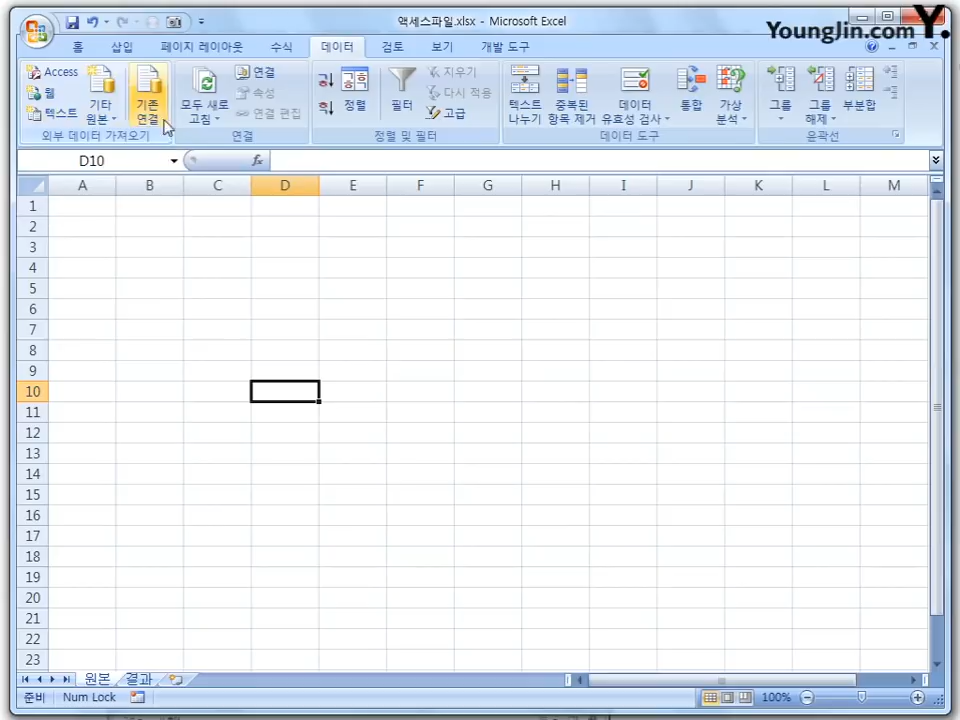 액세스파일.xlsx - Microsoft Excel
YoungJin.com Y.
홈 삽입 페이지 레이아웃 수식 데이터 검토 보기 개발 도구
Access
웹
텍스트
기타
원본
기존
연결
외부 데이터 가져오기
모두 새로
고침
연결
속성
연결 편집
연결
정렬
필터
지우기
다시 적용
고급
정렬 및 필터
텍스트
나누기
중복된
항목 제거
데이터
유효성 검사
통합
가상
분석
데이터 도구
그룹
그룹
해제
부분합
윤곽선
D10
fx
A B C D E F G H I J K L M
1
2
3
4
5
6
7
8
9
10
11
12
13
14
15
16
17
18
19
20
21
22
23
원본 결과
준비 Num Lock 100%